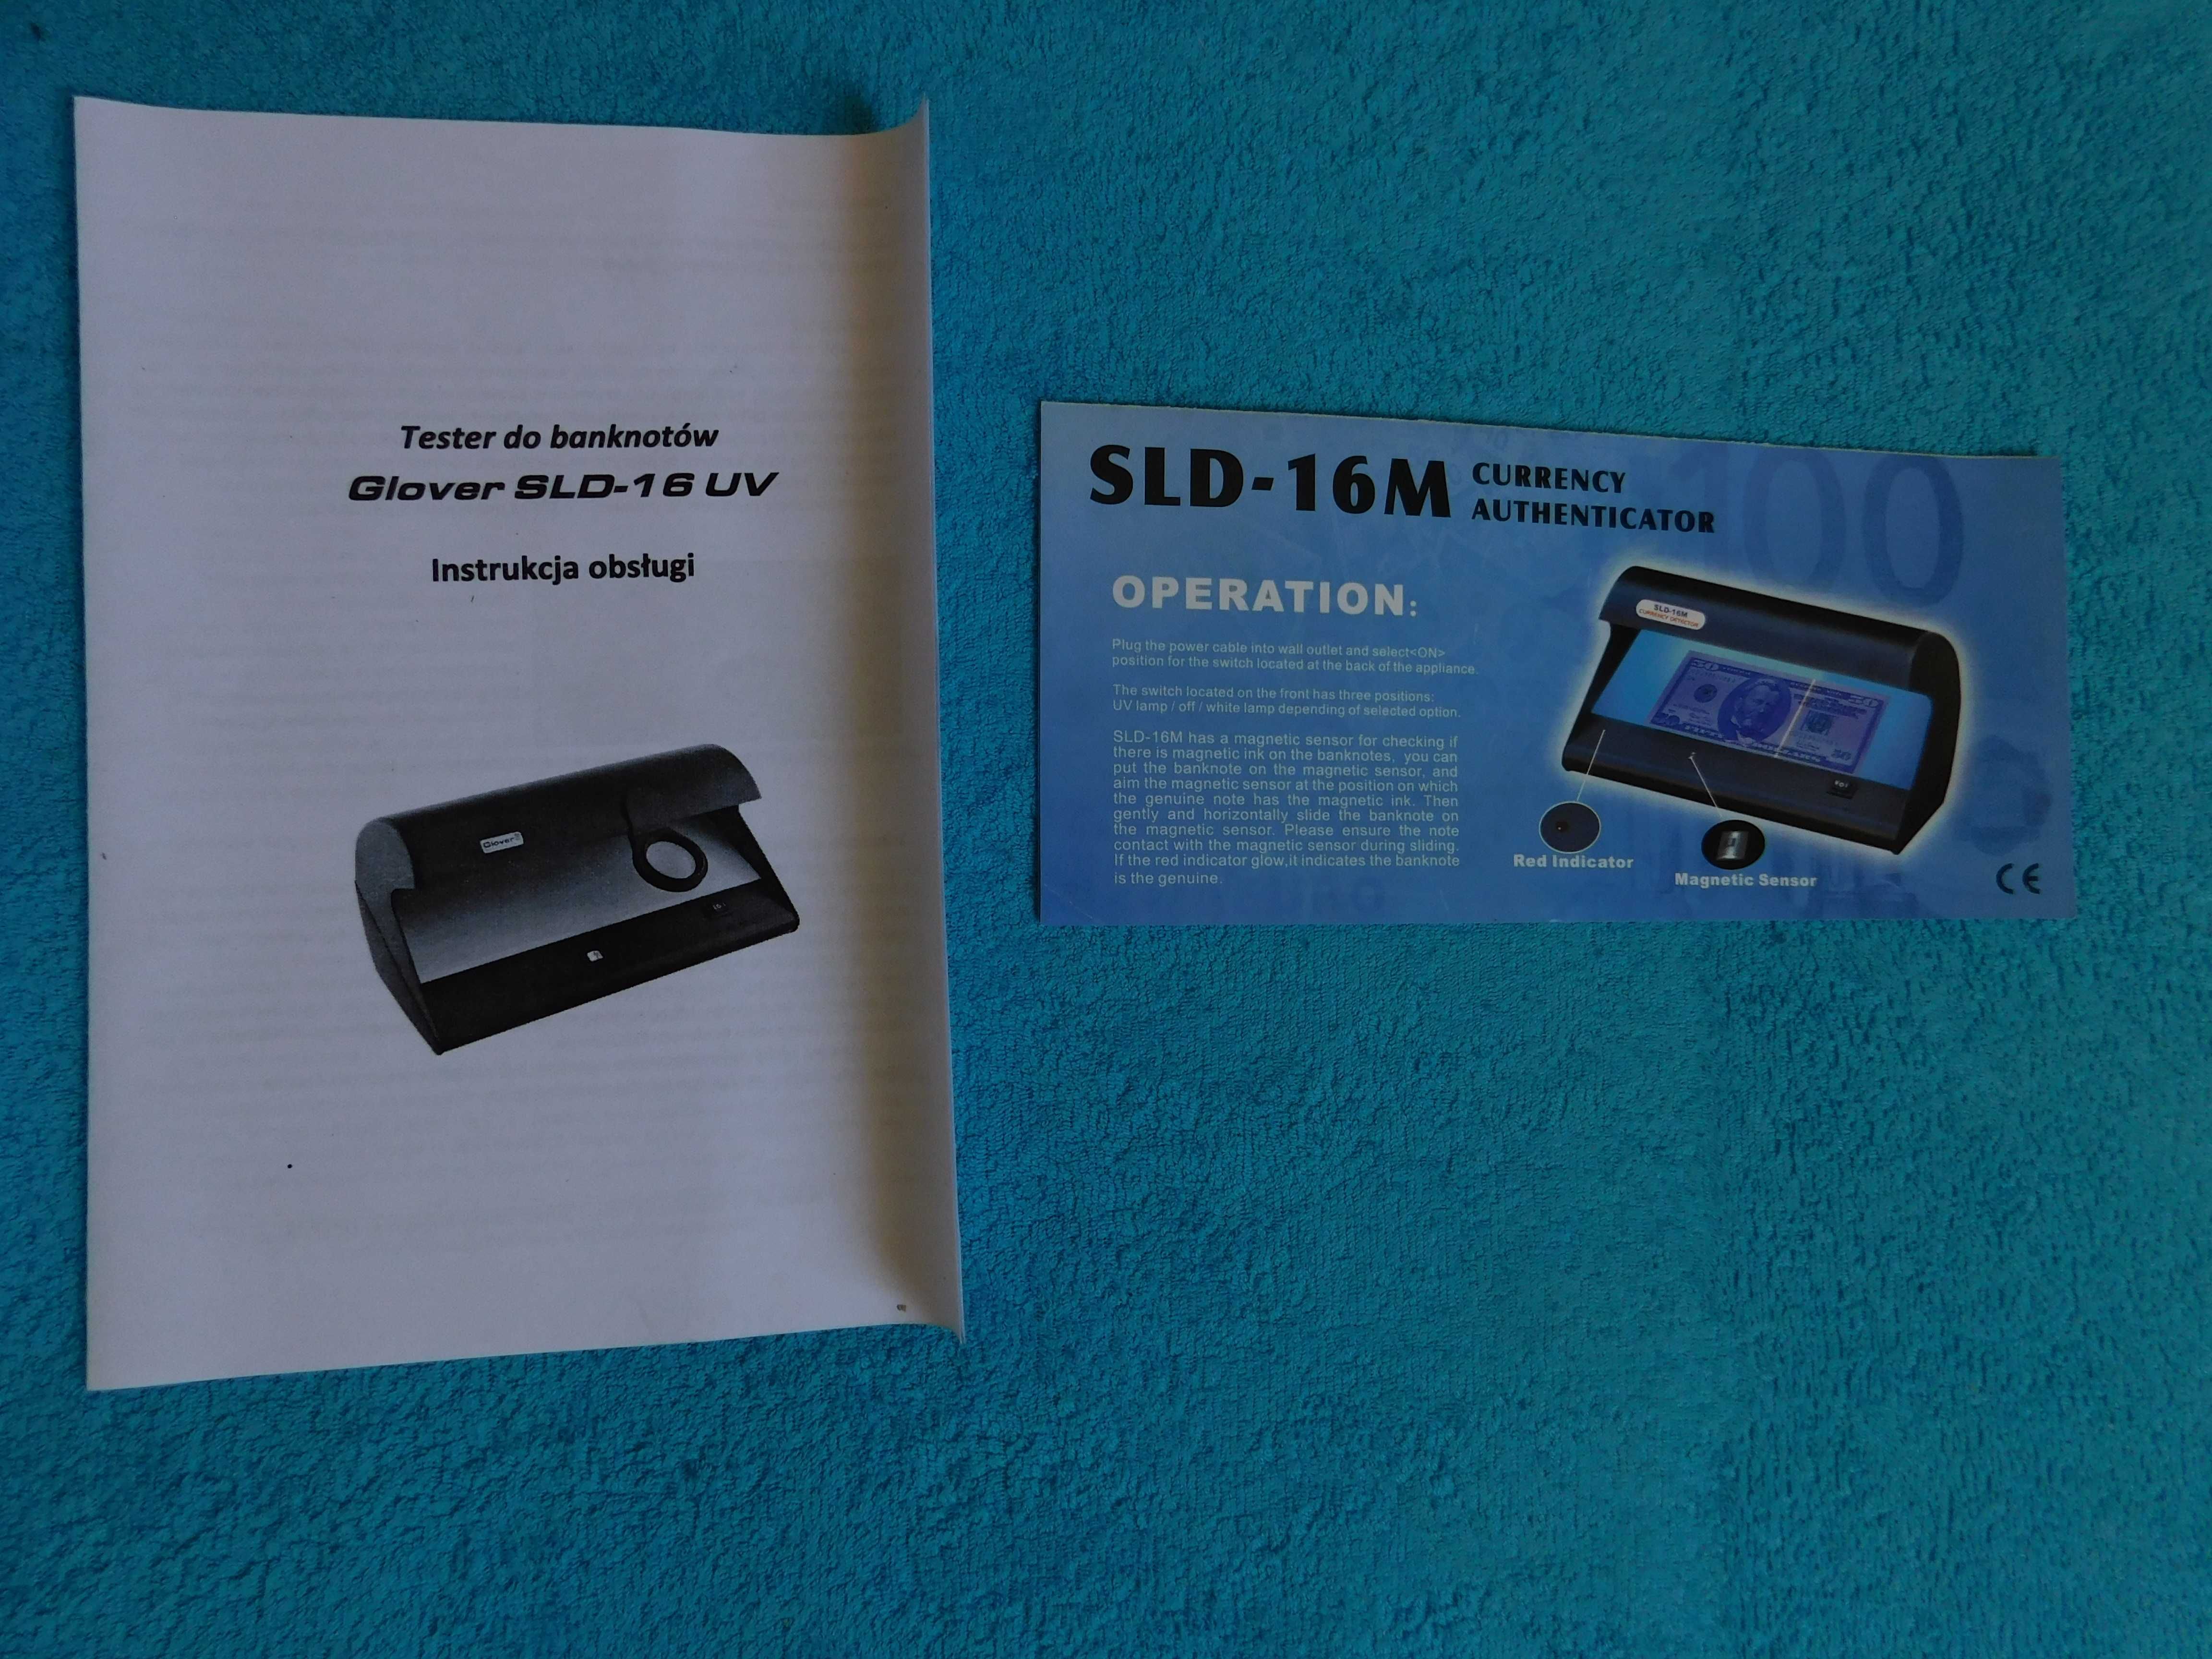 Tester do banknotów
Glover SLD-16 UV
Instrukcja obsługi
Glover
SLD-16M CURRENCY
AUTHENTICATOR
100
OPERATION:
Plug the power cable into wall outlet and select<ON>
position for the switch located at the back of the appliance.
The switch located on the front has three positions:
UV lamp / off / white lamp depending of selected option.
SLD-16M has a magnetic sensor for checking if
there is magnetic ink on the banknotes, you can
put the banknote on the magnetic sensor, and
aim the magnetic sensor at the position on which
the genuine note has the magnetic ink. Then
gently and horizontally slide the banknote on
the magnetic sensor. Please ensure the note
contact with the magnetic sensor during sliding.
If the red indicator glow,it indicates the banknote
is the genuine.
SLD-16M
CURRENCY DETECTOR
Red Indicator
Magnetic Sensor
CE